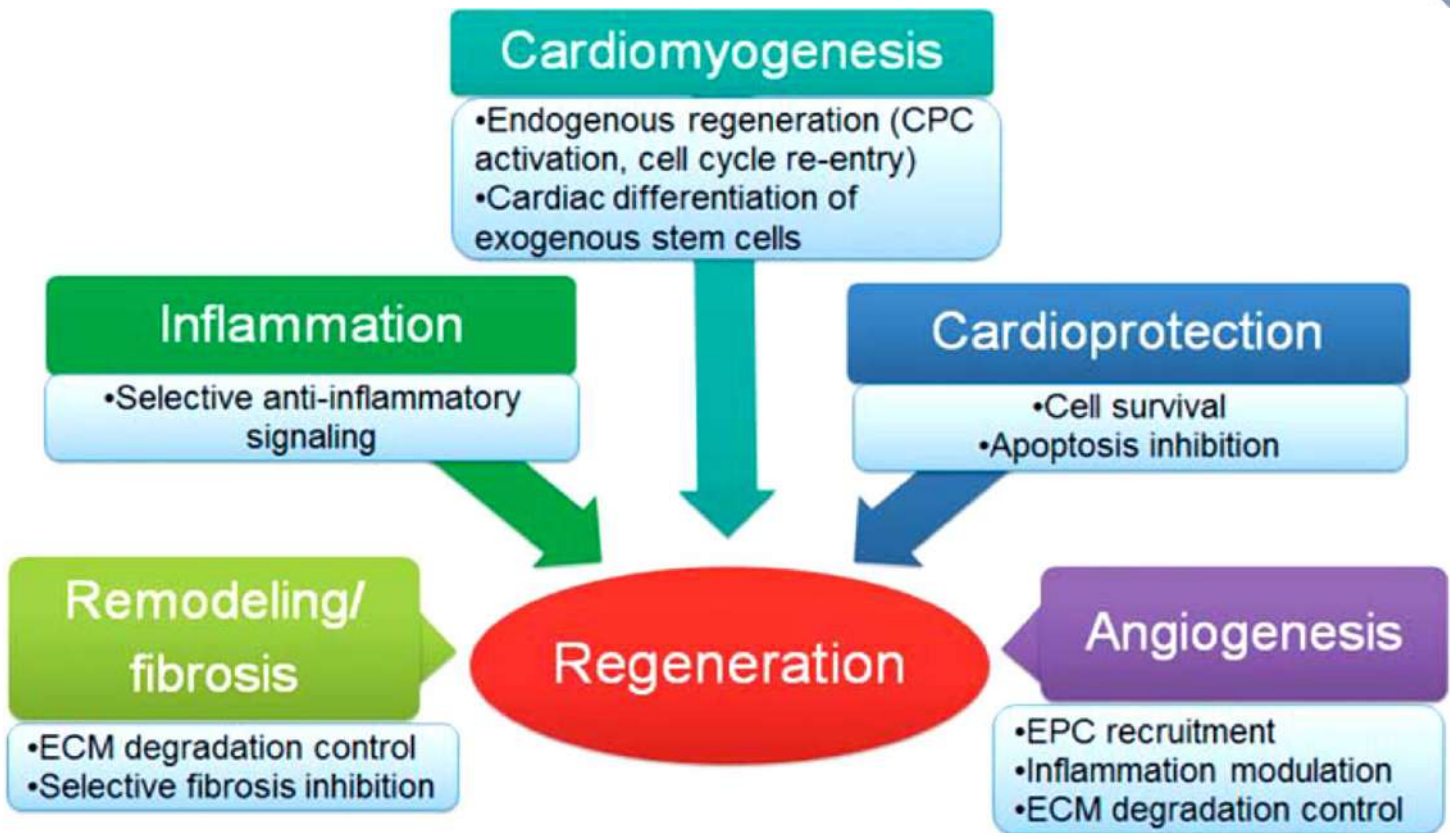 Cardiomyogenesis
•Endogenous regeneration (CPC
activation, cell cycle re-entry)
•Cardiac differentiation of
exogenous stem cells
Inflammation
•Selective anti-inflammatory
signaling
Cardioprotection
•Cell survival
•Apoptosis inhibition
Remodeling/
fibrosis
•ECM degradation control
•Selective fibrosis inhibition
Regeneration
Angiogenesis
•EPC recruitment
•Inflammation modulation
•ECM degradation control